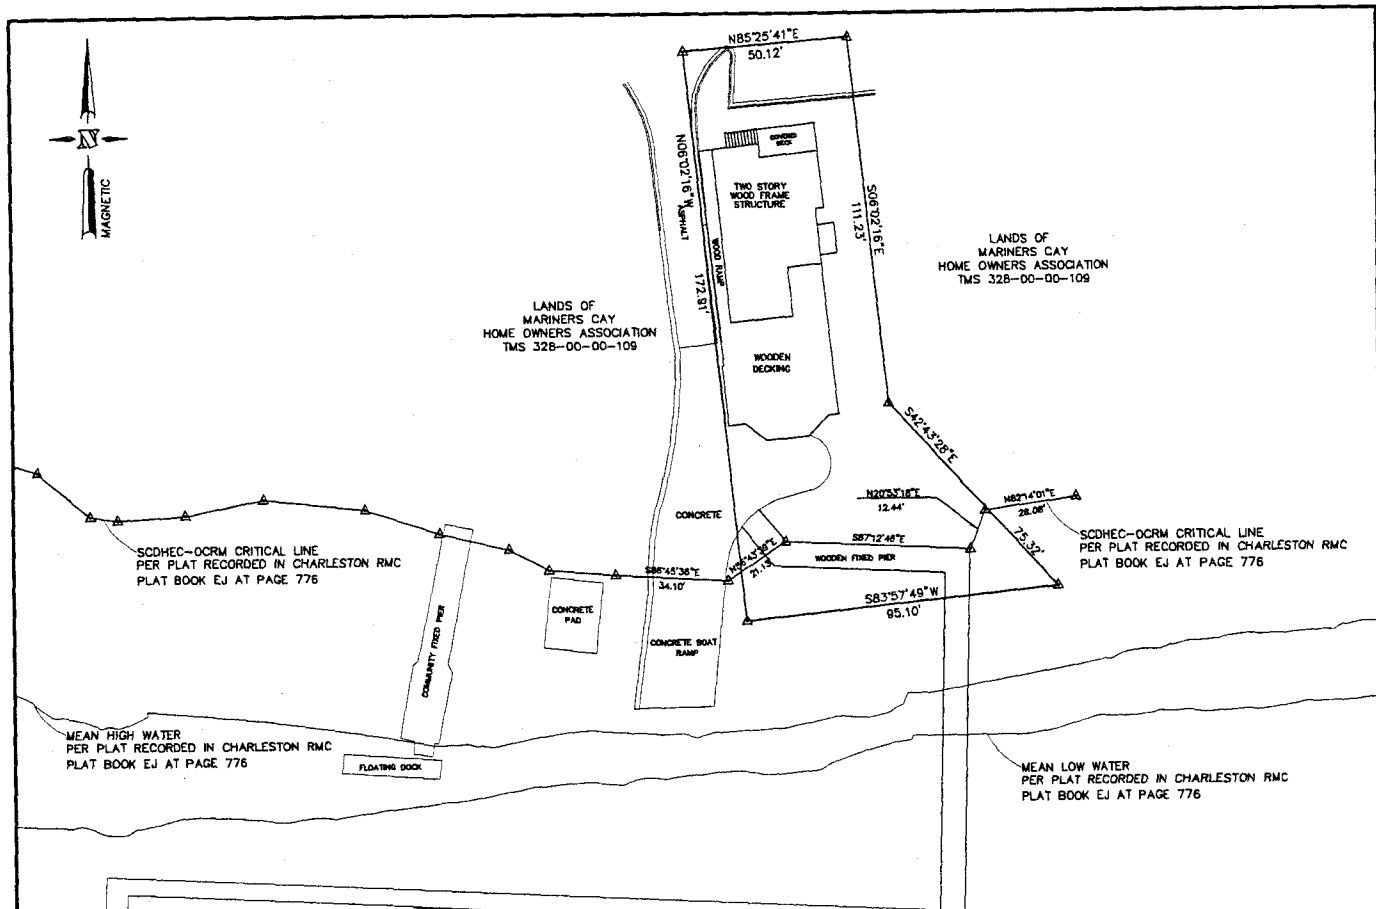 N85°25'41"E
50.12'
N
MAGNETIC
COVERED
DECK
N06°02'16"W
172.91'
ASPHALT
WOOD RAMP
TWO STORY
WOOD FRAME
STRUCTURE
S06°02'16"E
111.23'
LANDS OF
MARINERS CAY
HOME OWNERS ASSOCIATION
TMS 328-00-00-109
LANDS OF
MARINERS CAY
HOME OWNERS ASSOCIATION
TMS 328-00-00-109
WOODEN
DECKING
S42°43'28"E
75.32'
N20°53'18"E
12.44'
N82°14'01"E
28.08'
CONCRETE
S87°12'46"E
WOODEN FIXED PIER
21.13'
SCDHEC-OCRM CRITICAL LINE
PER PLAT RECORDED IN CHARLESTON RMC
PLAT BOOK EJ AT PAGE 776
SCDHEC-OCRM CRITICAL LINE
PER PLAT RECORDED IN CHARLESTON RMC
PLAT BOOK EJ AT PAGE 776
S86°45'36"E
34.10'
S83°57'49"W
95.10'
CONCRETE
PAD
CONCRETE BOAT
RAMP
COMMUNITY FIXED PIER
FLOATING DOCK
MEAN HIGH WATER
PER PLAT RECORDED IN CHARLESTON RMC
PLAT BOOK EJ AT PAGE 776
MEAN LOW WATER
PER PLAT RECORDED IN CHARLESTON RMC
PLAT BOOK EJ AT PAGE 776